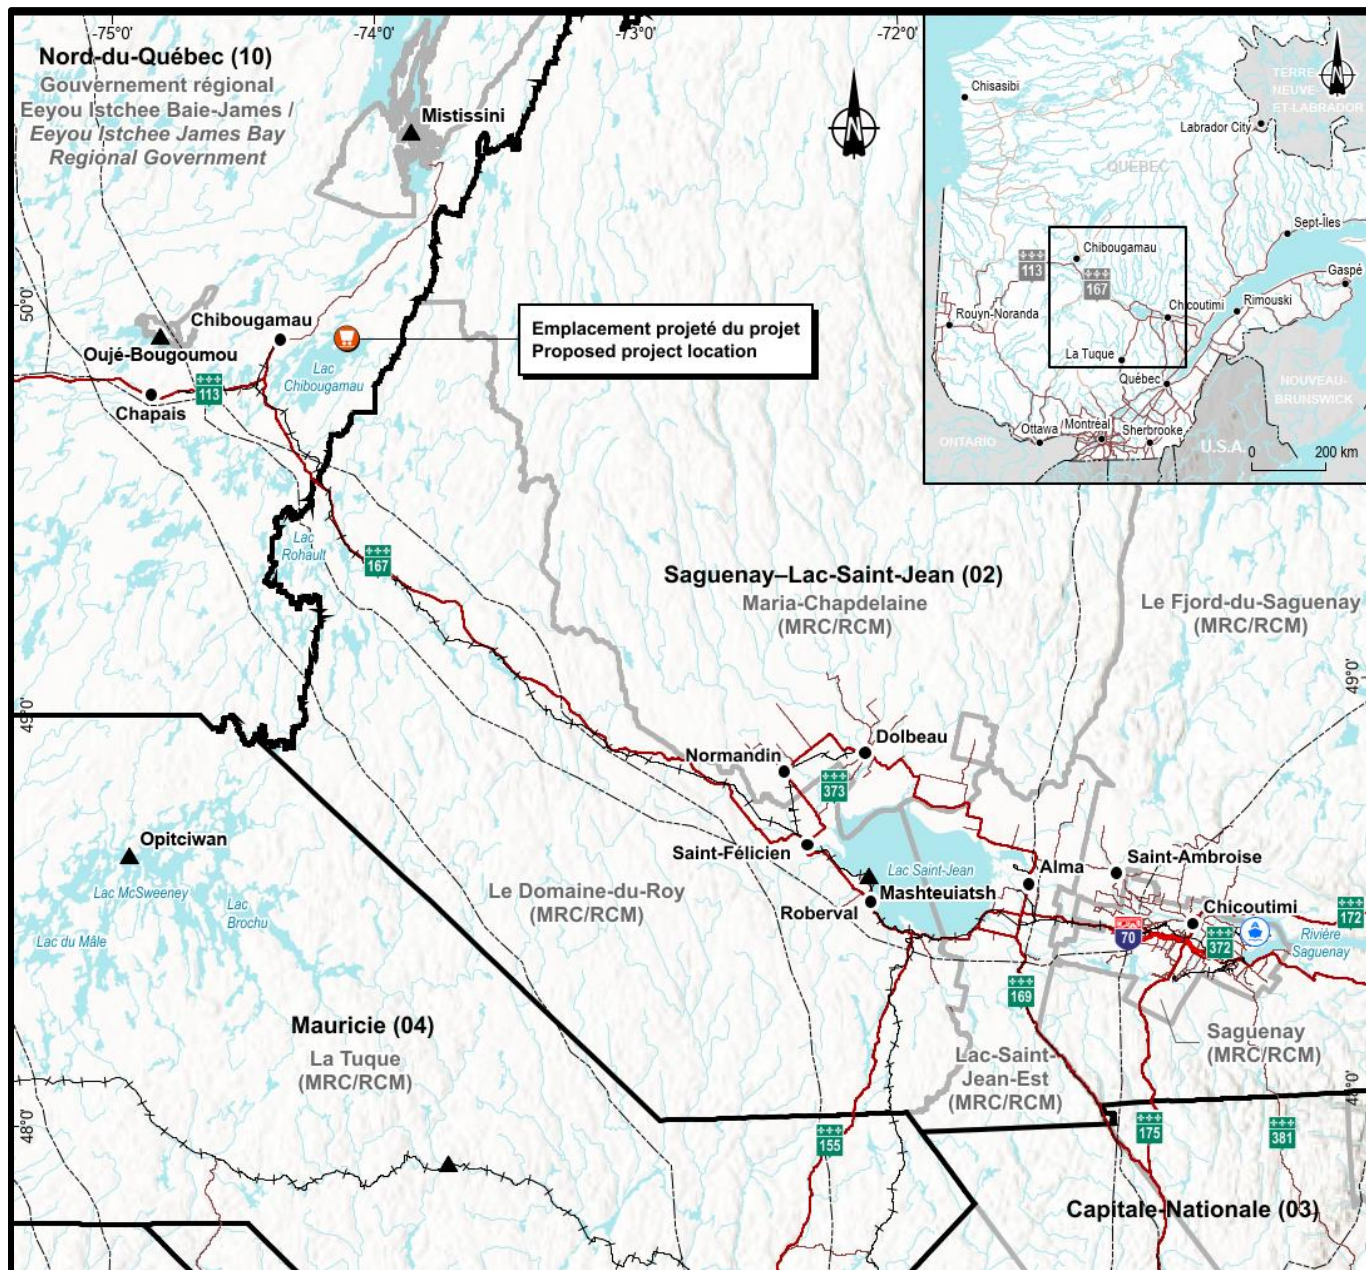 -75°0'
-74°0'
-73°0'
-72°0'
Nord-du-Québec (10)
Gouvernement régional
Eeyou Istchee Baie-James /
Eeyou Istchee James Bay
Regional Government
Mistissini
N
Chibougamau
Oujé-Bougoumou
Lac
Chibougamau
113
Chapais
50°0'
Emplacement projeté du projet
Proposed project location
Chisasibi
N
TERRE-
NEUVE-
ET-LABRADOR
Labrador City
QUÉBEC
Sept-Îles
Chibougamau
113
167
Gaspé
Chicoutimi
Rimouski
Rouyn-Noranda
La Tuque
Québec
NOUVEAU-
BRUNSWICK
Ottawa
Montréal
Sherbrooke
ONTARIO
U.S.A.
0
200 km
Lac
Rohault
167
Saguenay–Lac-Saint-Jean (02)
Maria-Chapdelaine
(MRC/RCM)
Le Fjord-du-Saguenay
(MRC/RCM)
49°0'
49°0'
Dolbeau
Normandin
373
Opitciwan
Lac McSweeney
Lac
Brochu
Lac du Mâle
Saint-Félicien
Lac Saint-Jean
Mashteuiatsh
Roberval
Alma
Saint-Ambroise
Chicoutimi
172
70
372
Rivière
Saguenay
Le Domaine-du-Roy
(MRC/RCM)
169
Mauricie (04)
La Tuque
(MRC/RCM)
Lac-Saint-
Jean-Est
(MRC/RCM)
Saguenay
(MRC/RCM)
48°0'
48°0'
155
175
381
Capitale-Nationale (03)